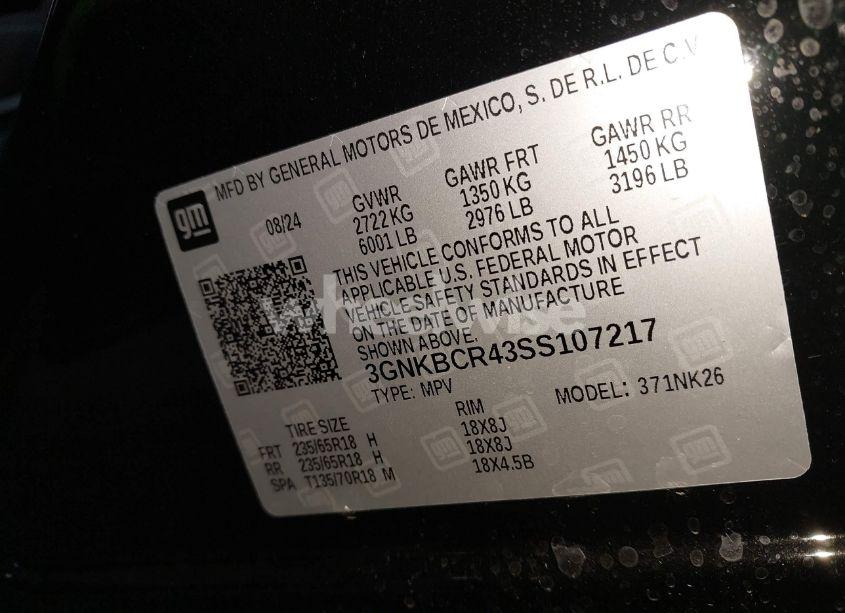 MFD BY GENERAL MOTORS DE MEXICO, S. DE R.L. DE C.V
gm
08/24
GVWR
2722 KG
6001 LB
GAWR FRT
1350 KG
2976 LB
GAWR RR
1450 KG
3196 LB
THIS VEHICLE CONFORMS TO ALL
APPLICABLE U.S. FEDERAL MOTOR
VEHICLE SAFETY STANDARDS IN EFFECT
ON THE DATE OF MANUFACTURE
SHOWN ABOVE.
3GNKBCR43SS107217
TYPE: MPV
MODEL: 371NK26
TIRE SIZE RIM
FRT 235/65R18 H 18X8J
RR 235/65R18 H 18X8J
SPA T135/70R18 M 18X4.5B
wheelwise